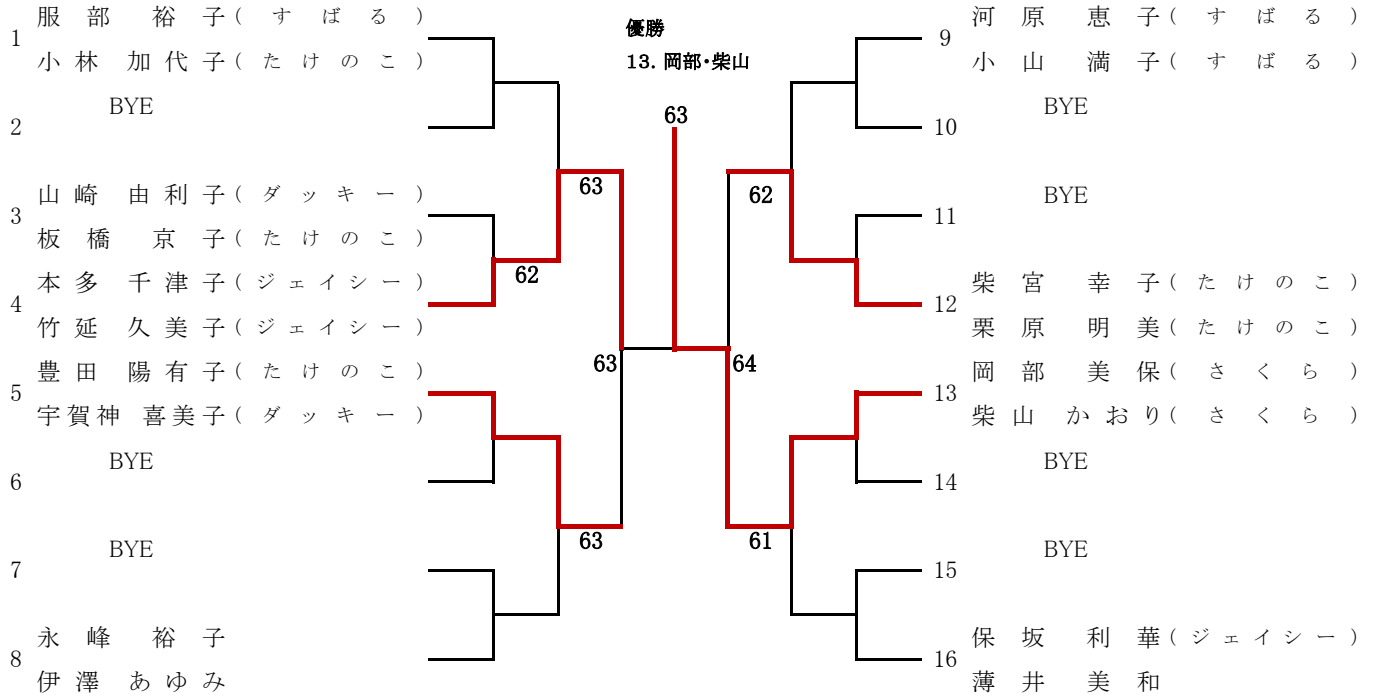 優勝
13. 岡部・柴山
63
1
服部 裕子(すばる)
小林 加代子(たけのこ)
2
BYE
3
山崎 由利子(ダッキー)
板橋 京子(たけのこ)
4
本多 千津子(ジェイシー)
竹延 久美子(ジェイシー)
5
豊田 陽有子(たけのこ)
宇賀神 喜美子(ダッキー)
6
BYE
7
BYE
8
永峰 裕子
伊澤 あゆみ
62
63
63
63
9
河原 恵子(すばる)
小山 満子(すばる)
10
BYE
11
BYE
12
柴宮 幸子(たけのこ)
栗原 明美(たけのこ)
13
岡部 美保(さくら)
柴山 かおり(さくら)
14
BYE
15
BYE
16
保坂 利華(ジェイシー)
薄井 美和
62
64
61